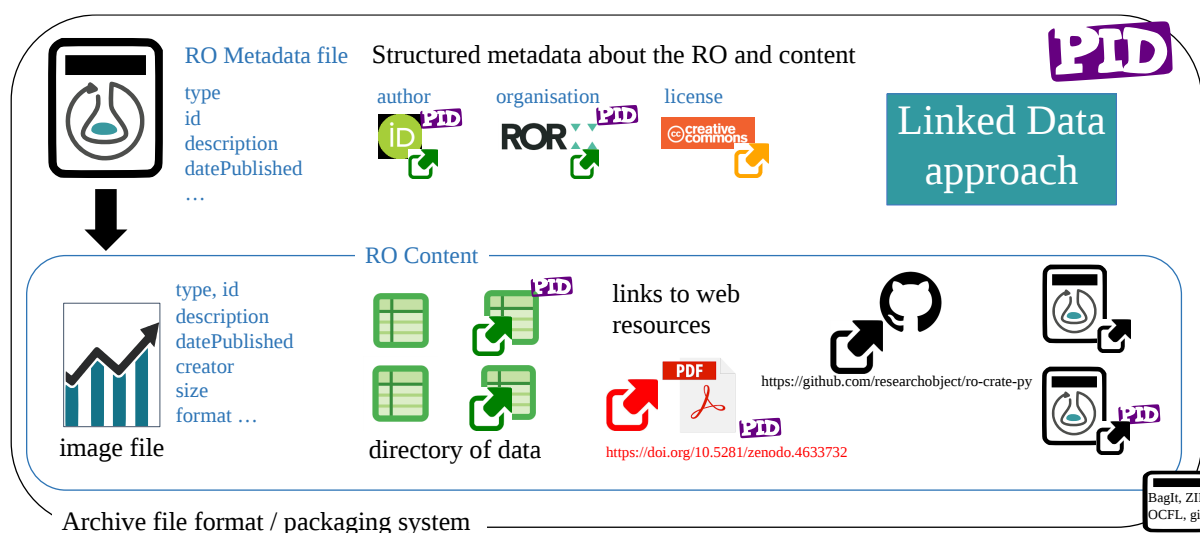 RO Metadata file
Structured metadata about the RO and content
PID
type
id
description
datePublished
…
author
PID
iD
organisation
PID
ROR
license
cc creative commons
Linked Data
approach
RO Content
type, id
description
datePublished
creator
size
format …
image file
PID
directory of data
links to web
resources
PDF
PID
https://doi.org/10.5281/zenodo.4633732
https://github.com/researchobject/ro-crate-py
PID
Archive file format / packaging system
BagIt, ZI
OCFL, gi